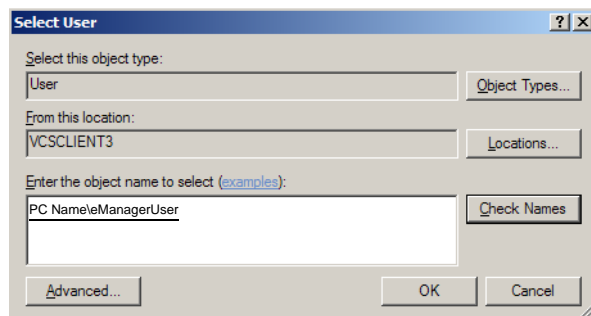 Select User
? X
Select this object type:
User
Object Types...
From this location:
VCSCLIENT3
Locations...
Enter the object name to select (examples):
PC Name\eManagerUser
Check Names
Advanced...
OK
Cancel